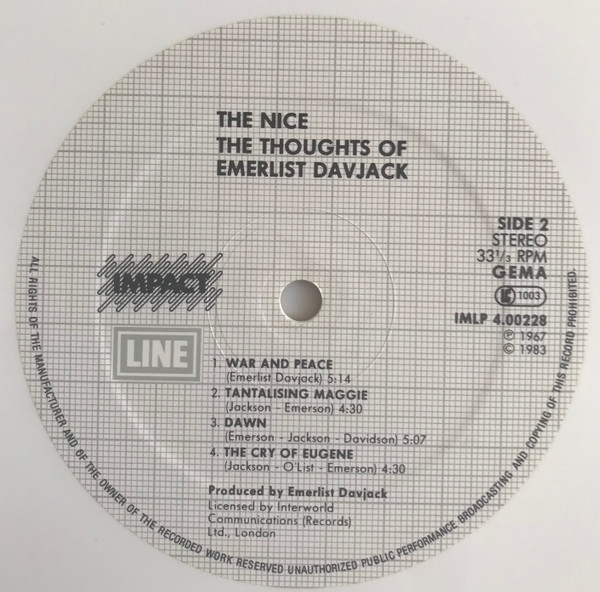 THE NICE
THE THOUGHTS OF
EMERLIST DAVJACK
SIDE 2
STEREO
33⅓ RPM
GEMA
LC 1003
IMLP 4.00228
℗ 1967
© 1983
IMPACT
LINE
1. WAR AND PEACE
(Emerlist Davjack) 5:14
2. TANTALISING MAGGIE
(Jackson - Emerson) 4:30
3. DAWN
(Emerson - Jackson - Davidson) 5:07
4. THE CRY OF EUGENE
(Jackson - O'List - Emerson) 4:30
Produced by Emerlist Davjack
Licensed by Interworld
Communications (Records)
Ltd., London
ALL RIGHTS OF THE MANUFACTURER AND OF THE OWNER OF THE RECORDED WORK RESERVED UNAUTHORIZED PUBLIC PERFORMANCE BROADCASTING AND COPYING OF THIS RECORD PROHIBITED.